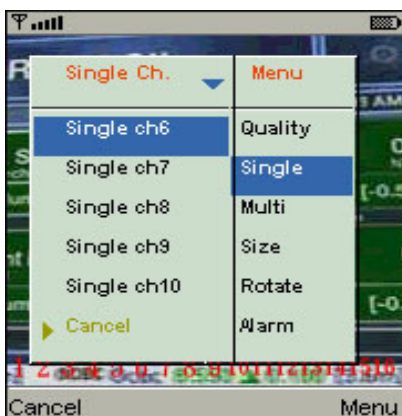 Single Ch.
Menu
Single ch6
Single ch7
Single ch8
Single ch9
Single ch10
Cancel
Quality
Single
Multi
Size
Rotate
Alarm
Cancel
Menu